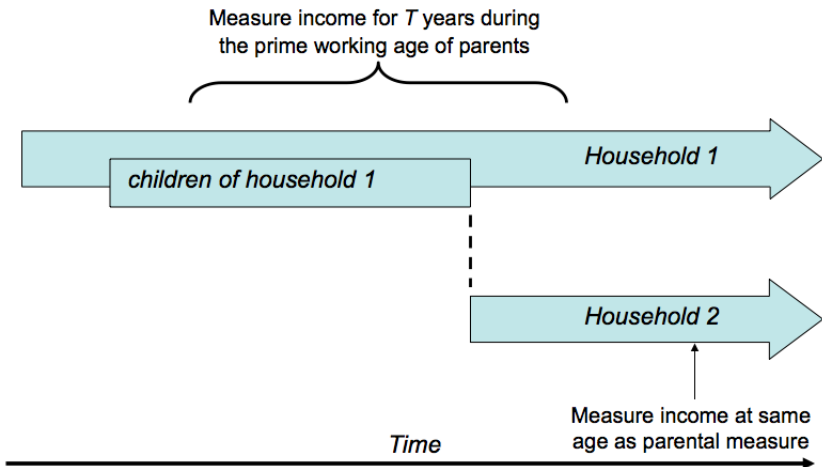 Measure income for T years during
the prime working age of parents
Household 1
children of household 1
Household 2
Measure income at same
age as parental measure
Time